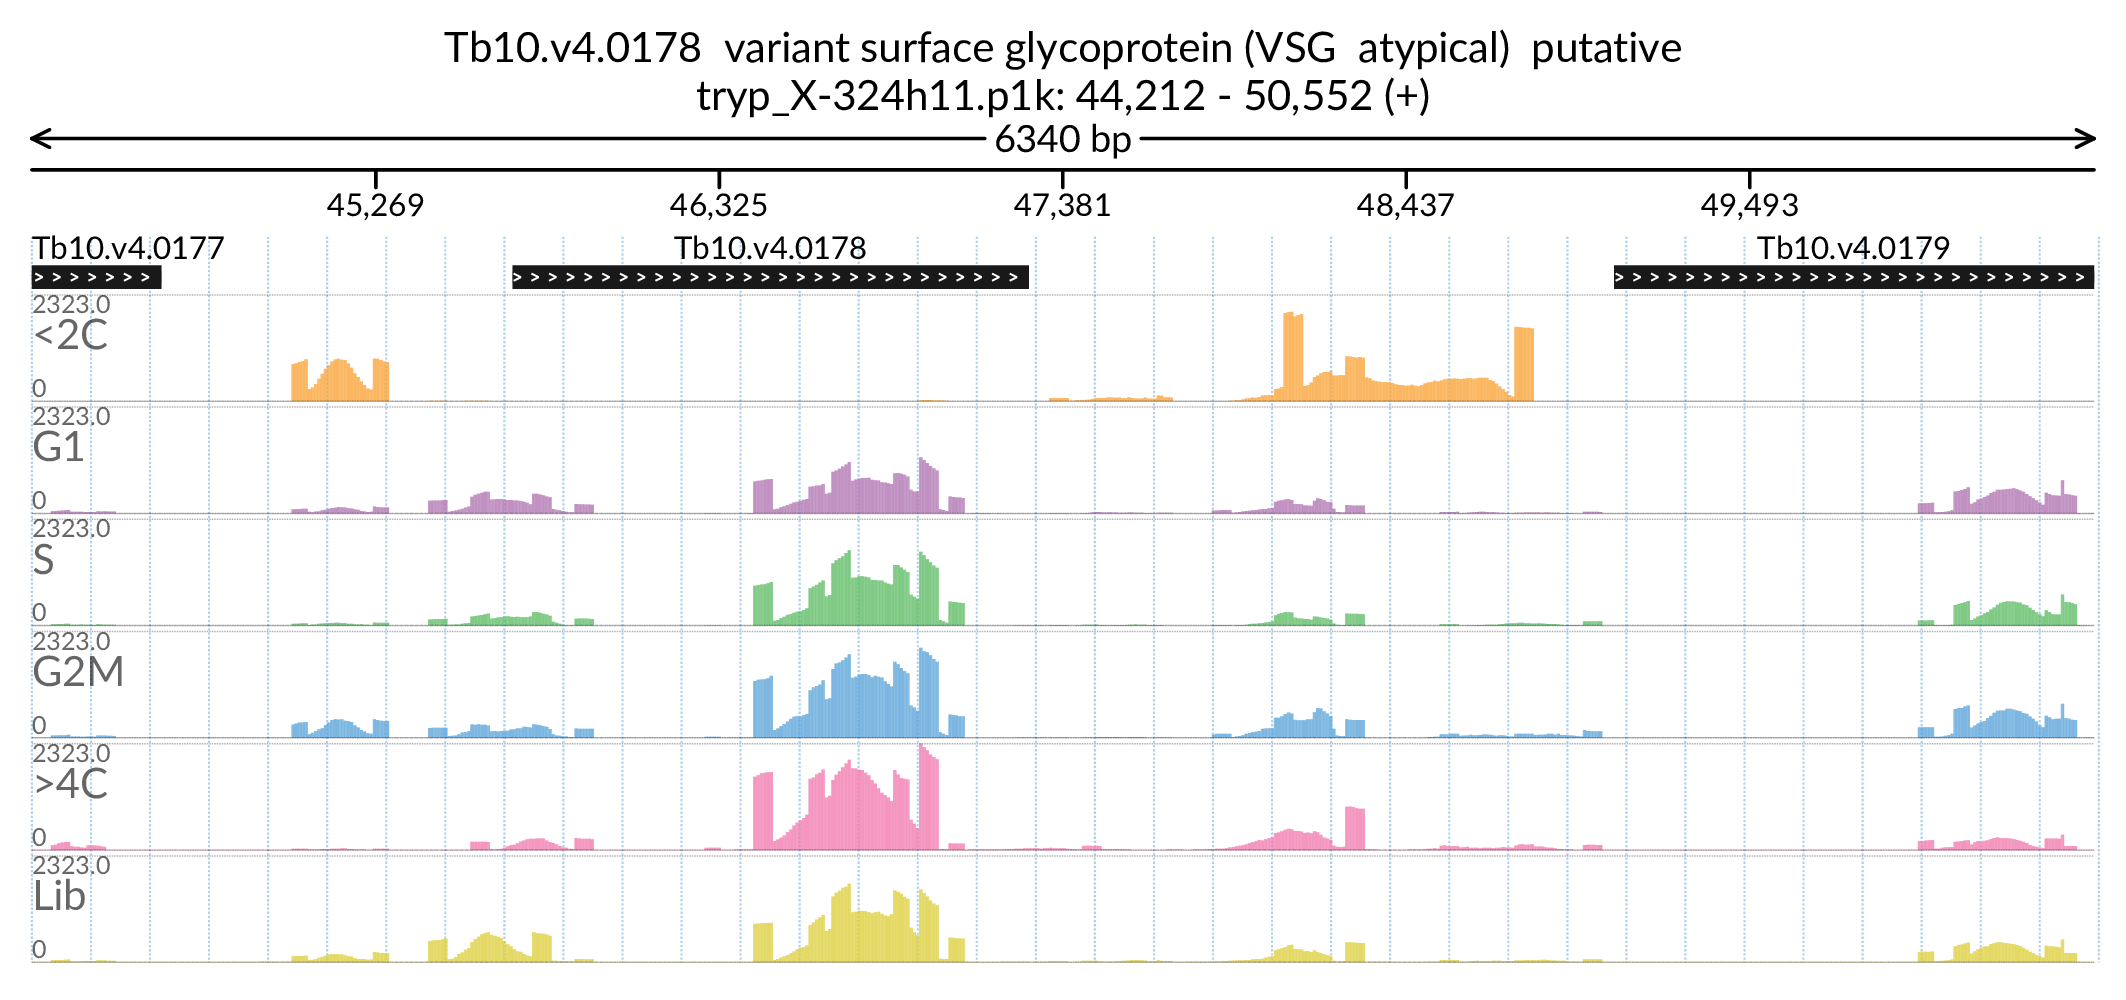 Tb10.v4.0178 variant surface glycoprotein (VSG atypical) putative
tryp_X-324h11.p1k: 44,212 - 50,552 (+)
6340 bp
45,269 46,325 47,381 48,437 49,493
Tb10.v4.0177 Tb10.v4.0178 Tb10.v4.0179
2323.0
<2C
0
2323.0
G1
0
2323.0
S
0
2323.0
G2M
0
2323.0
>4C
0
2323.0
Lib
0